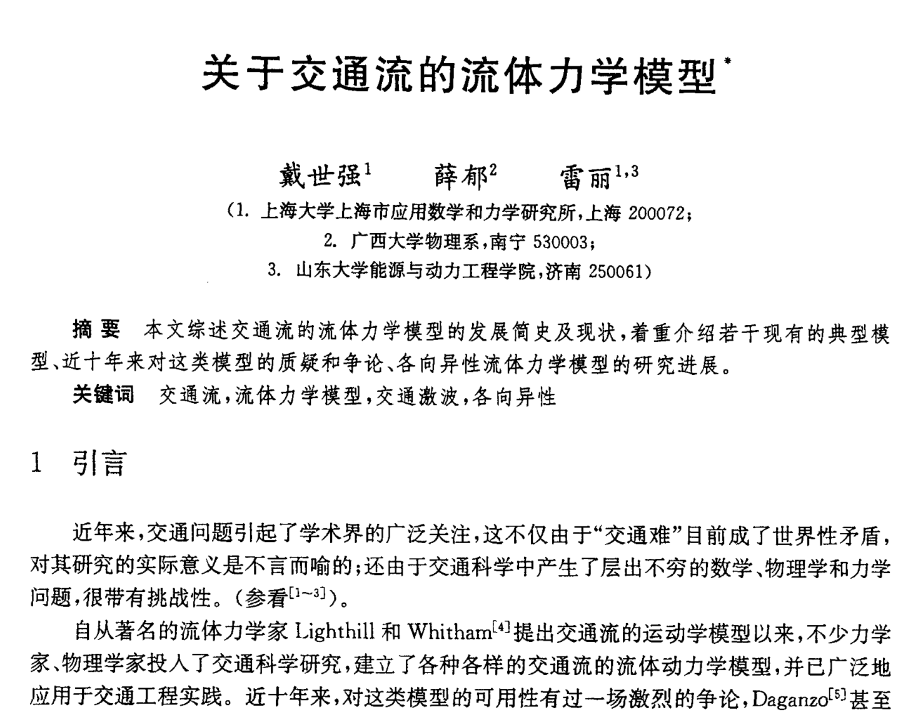 关于交通流的流体力学模型*
戴世强1 薛郁2 雷丽1,3
(1. 上海大学上海市应用数学和力学研究所,上海 200072;
2. 广西大学物理系,南宁 530003;
3. 山东大学能源与动力工程学院,济南 250061)
摘 要 本文综述交通流的流体力学模型的发展简史及现状,着重介绍若干现有的典型模
型、近十年来对这类模型的质疑和争论、各向异性流体力学模型的研究进展。
关键词 交通流,流体力学模型,交通激波,各向异性
1 引言
近年来,交通问题引起了学术界的广泛关注,这不仅由于“交通难”目前成了世界性矛盾,
对其研究的实际意义是不言而喻的;还由于交通科学中产生了层出不穷的数学、物理学和力学
问题,很带有挑战性。(参看[1~3])。
自从著名的流体力学家 Lighthill 和 Whitham[4]提出交通流的运动学模型以来,不少力学
家、物理学家投入了交通科学研究,建立了各种各样的交通流的流体动力学模型,并已广泛地
应用于交通工程实践。近十年来,对这类模型的可用性有过一场激烈的争论,Daganzo[5]甚至